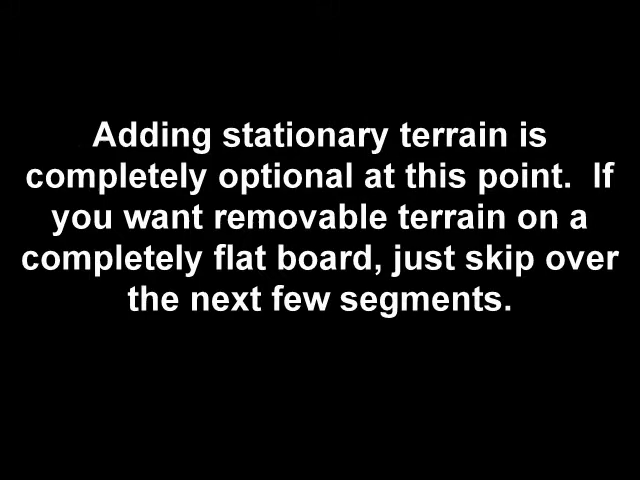 Adding stationary terrain is
completely optional at this point.  If
you want removable terrain on a
completely flat board, just skip over
the next few segments.